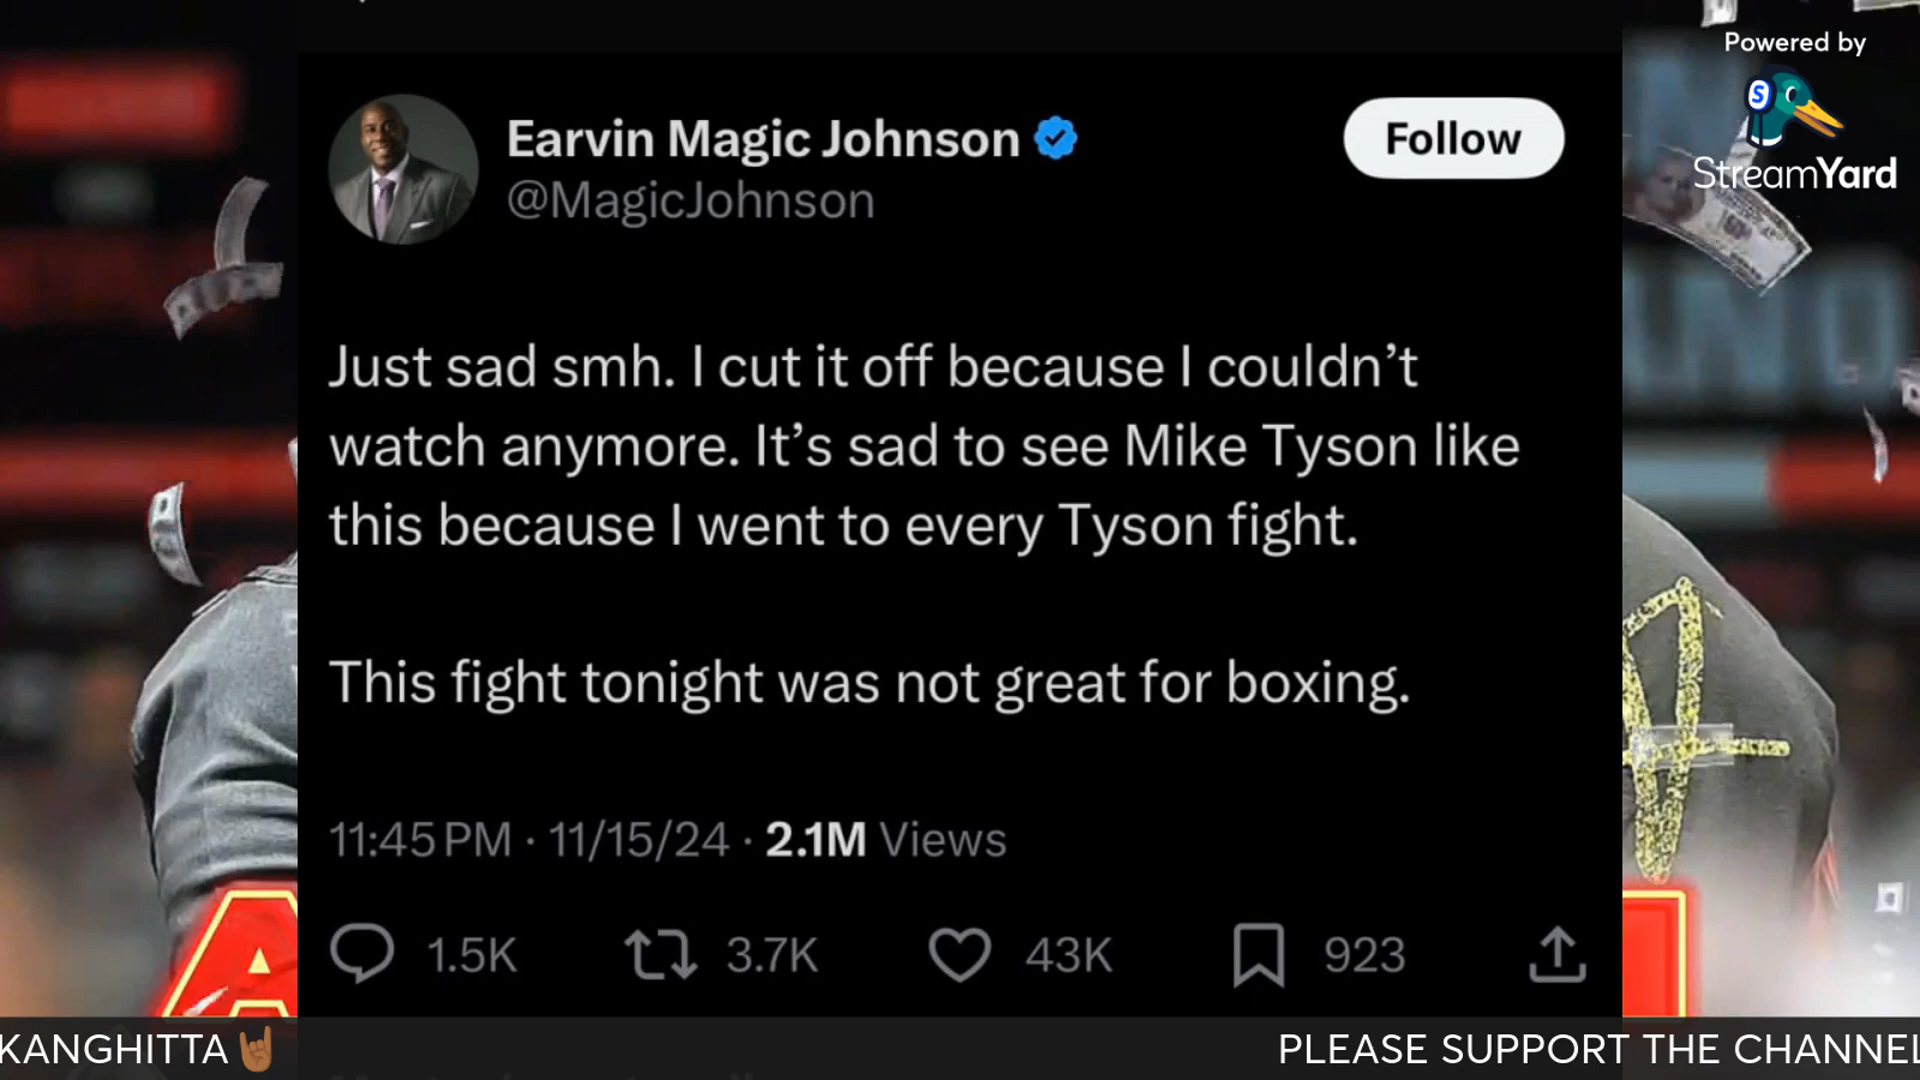 Powered by
StreamYard
Earvin Magic Johnson
@MagicJohnson
Follow
Just sad smh. I cut it off because I couldn’t
watch anymore. It’s sad to see Mike Tyson like
this because I went to every Tyson fight.
This fight tonight was not great for boxing.
11:45 PM · 11/15/24 · 2.1M Views
1.5K 3.7K 43K 923
KANGHITTA🤘🏾 PLEASE SUPPORT THE CHANNEL